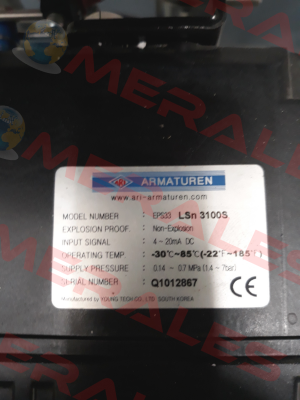 MERALES
ARI ARMATUREN
www.ari-armaturen.com
MODEL NUMBER : EPS33 LSn 3100S
EXPLOSION PROOF : Non-Explosion
INPUT SIGNAL : 4 ~ 20mA DC
OPERATING TEMP. : -30℃~85℃(-22℉~185℉)
SUPPLY PRESSURE : 0.14 ~ 0.7 MPa (1.4 ~ 7bar)
SERIAL NUMBER : Q1012867
CE
Manufactured by YOUNG TECH CO., LTD. SOUTH KOREA